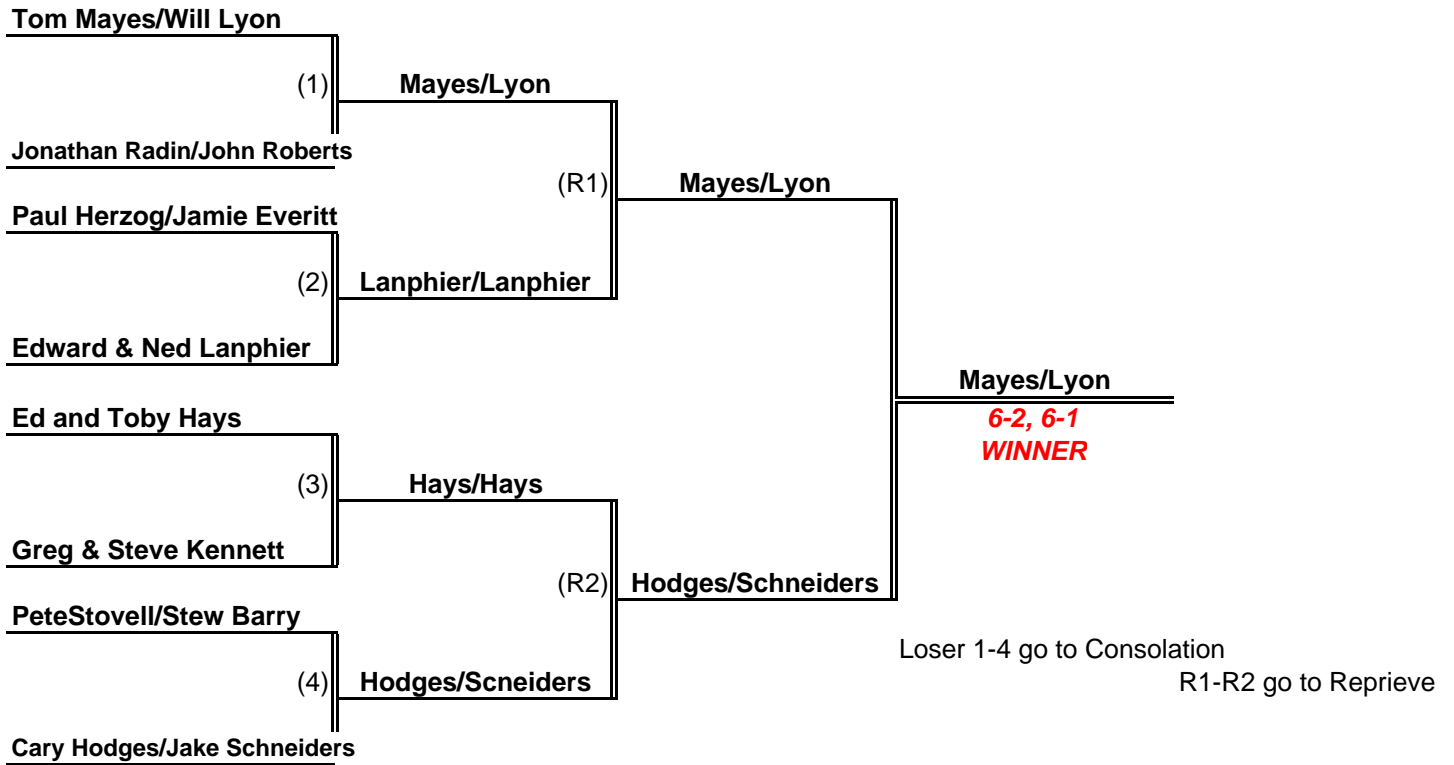 Tom Mayes/Will Lyon
(1) Mayes/Lyon
Jonathan Radin/John Roberts
(R1) Mayes/Lyon
Paul Herzog/Jamie Everitt
(2) Lanphier/Lanphier
Edward & Ned Lanphier
Mayes/Lyon
Ed and Toby Hays
6-2, 6-1
WINNER
(3) Hays/Hays
Greg & Steve Kennett
(R2) Hodges/Schneiders
PeteStovell/Stew Barry
Loser 1-4 go to Consolation
(4) Hodges/Scneiders
R1-R2 go to Reprieve
Cary Hodges/Jake Schneiders